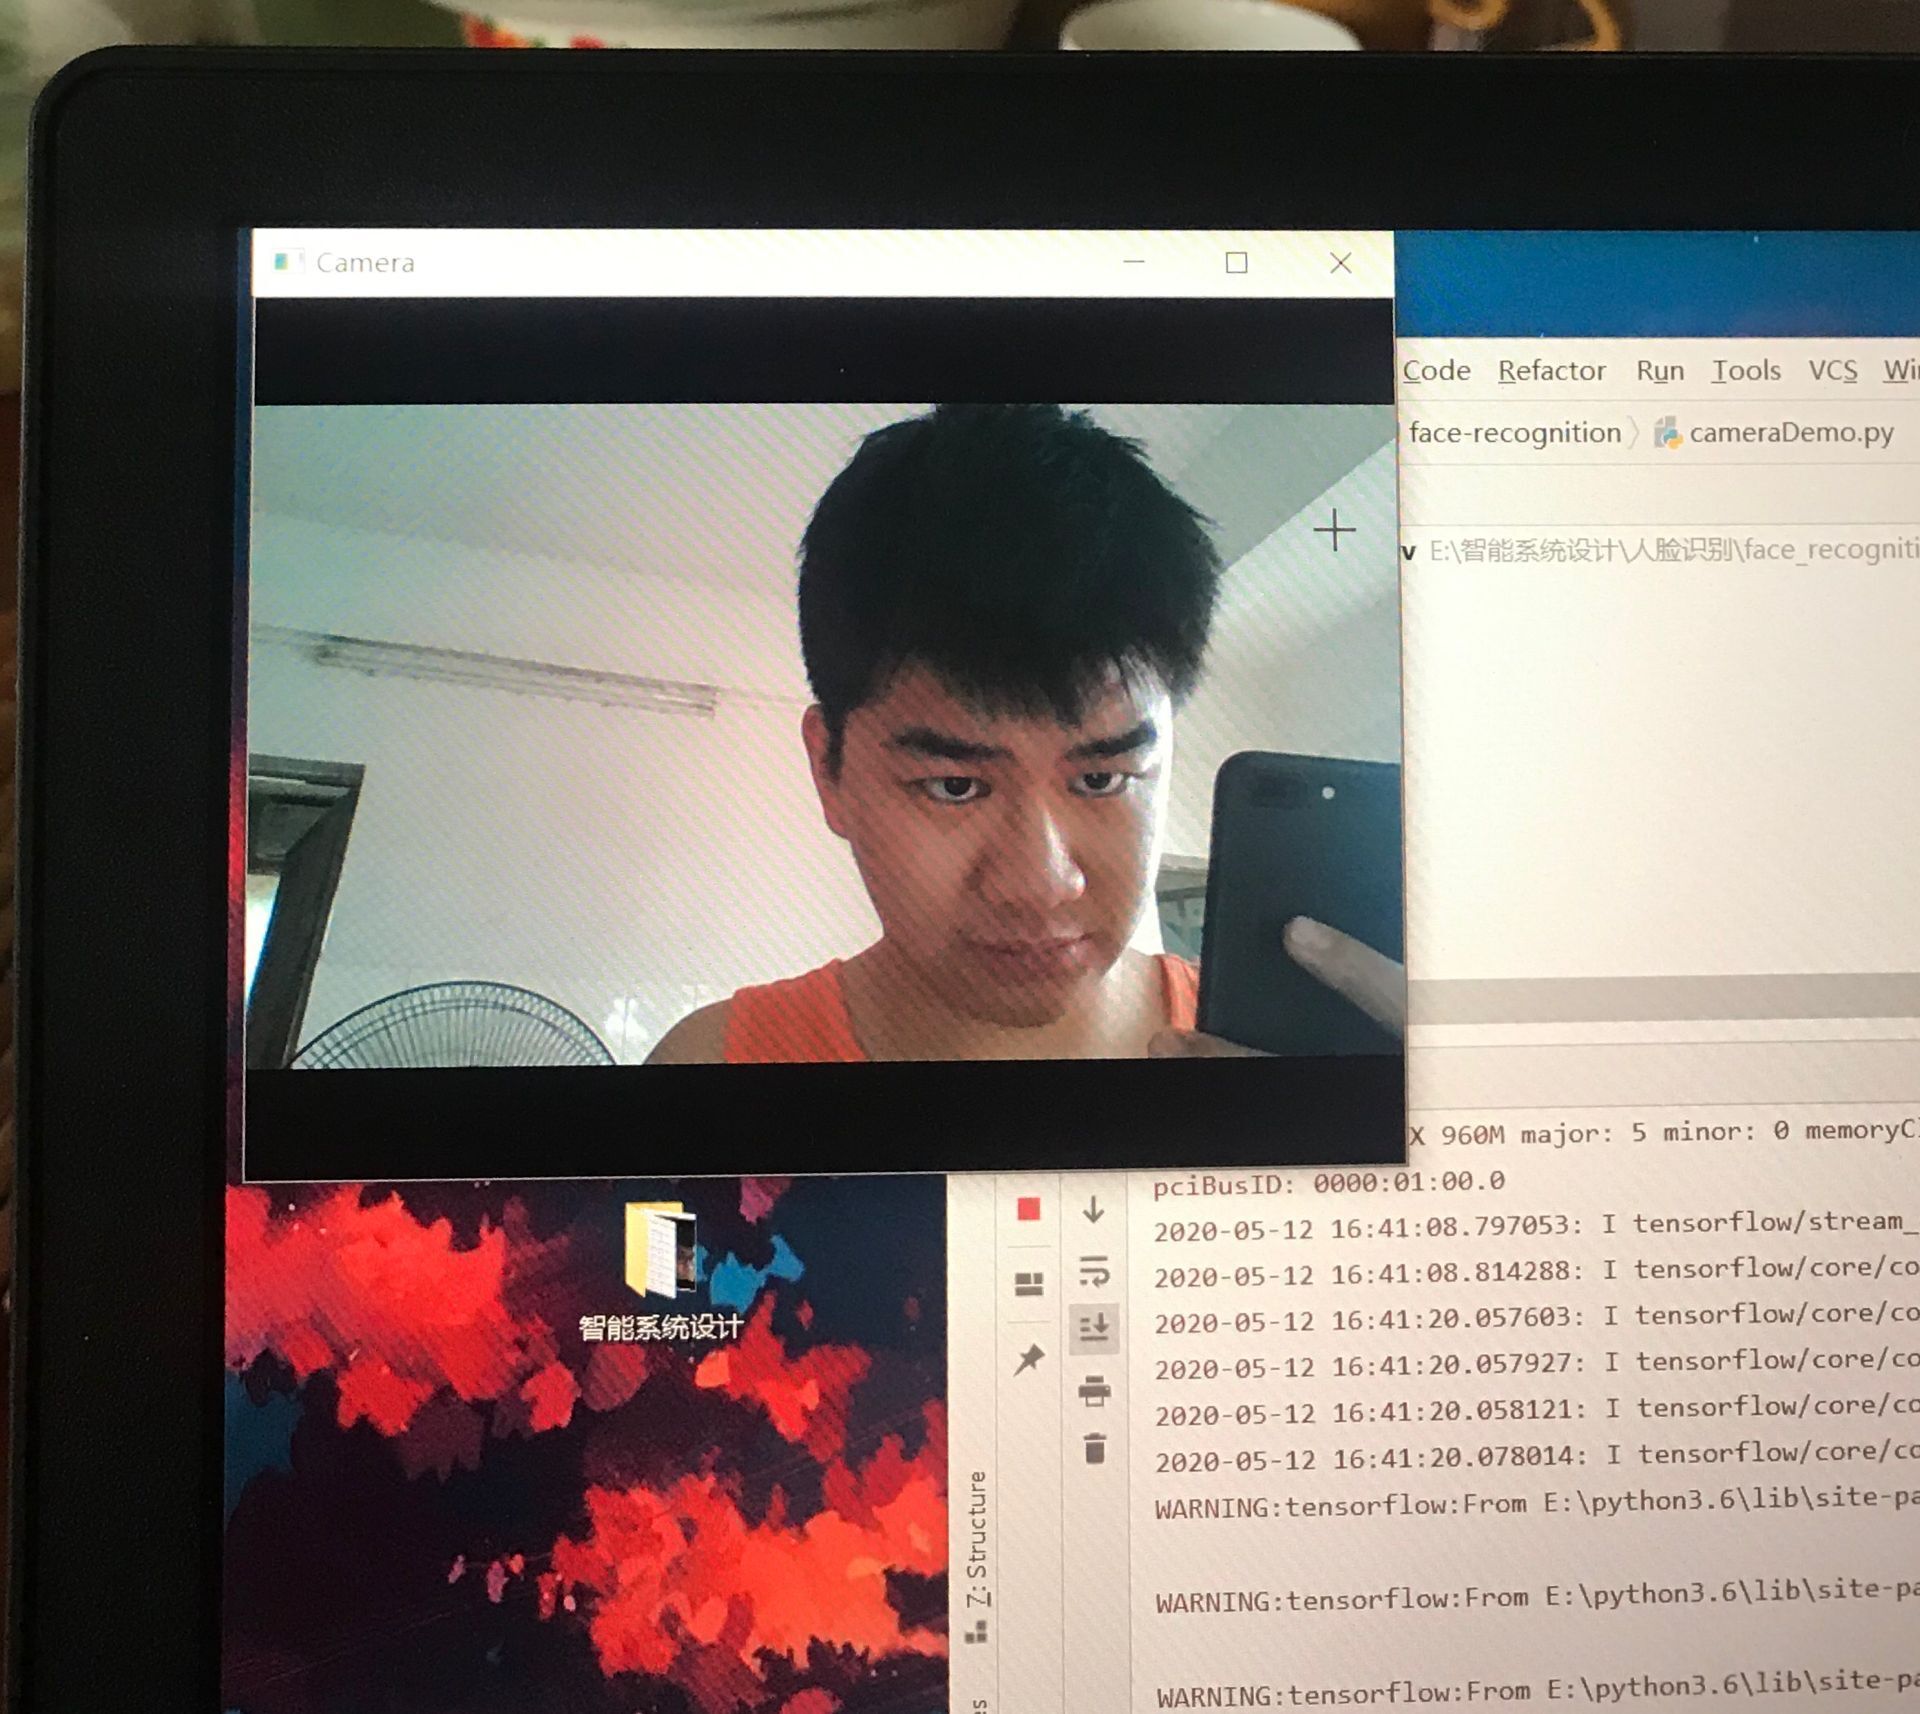 Camera
Code Refactor Run Tools VCS
face-recognition cameraDemo.py
E:\智能系统设计\人脸识别\face_recogniti
X 960M major: 5 minor: 0 memoryC
pciBusID: 0000:01:00.0
2020-05-12 16:41:08.797053: I tensorflow/stream_
2020-05-12 16:41:08.814288: I tensorflow/core/co
2020-05-12 16:41:20.057603: I tensorflow/core/co
2020-05-12 16:41:20.057927: I tensorflow/core/co
2020-05-12 16:41:20.058121: I tensorflow/core/co
2020-05-12 16:41:20.078014: I tensorflow/core/co
WARNING:tensorflow:From E:\python3.6\lib\site-pa
WARNING:tensorflow:From E:\python3.6\lib\site-pa
WARNING:tensorflow:From E:\python3.6\lib\site-pa
智能系统设计
Z: Structure